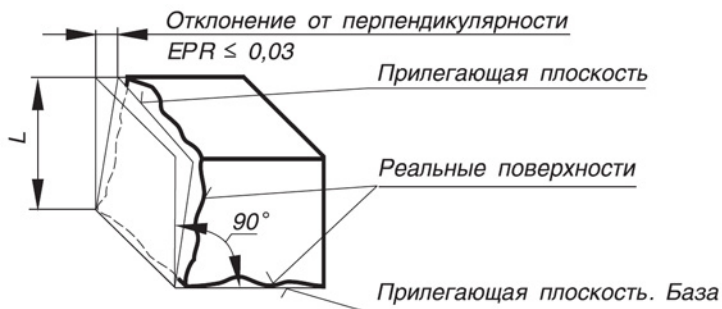 Отклонение от перпендикулярности
EPR ≤ 0,03
Прилегающая плоскость
L
Реальные поверхности
90°
Прилегающая плоскость. База